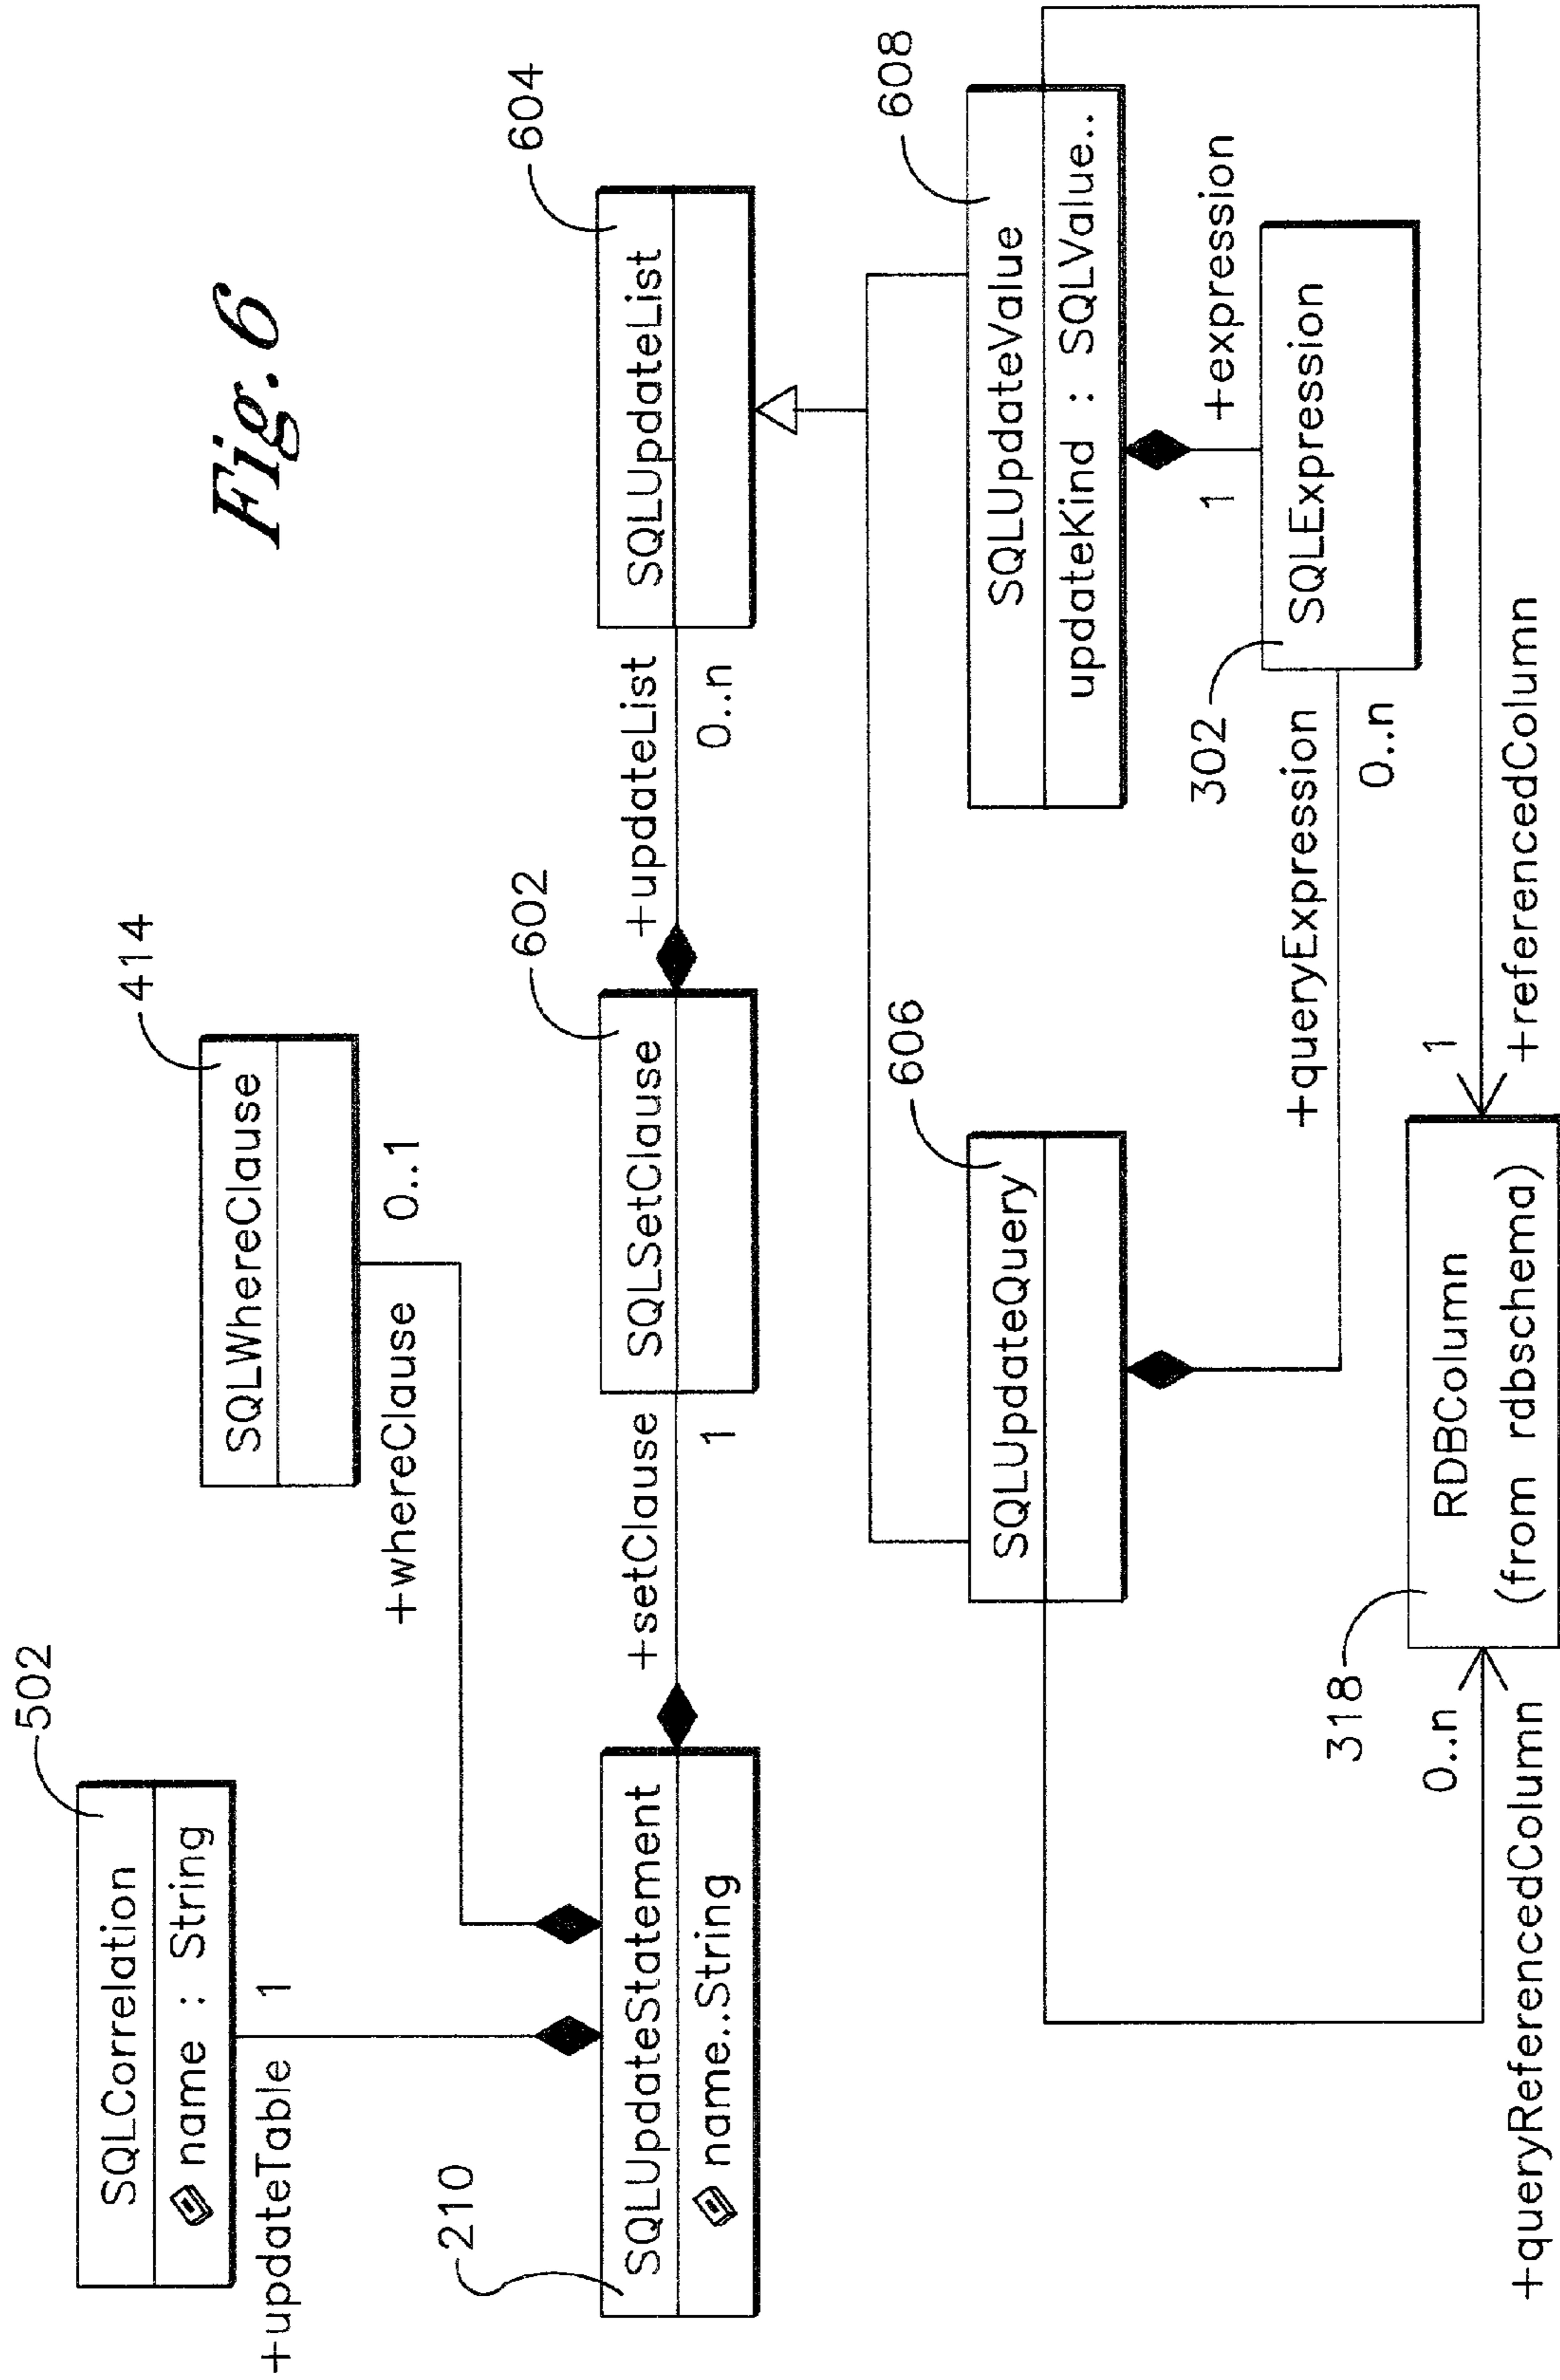 Fig. 6
502
SQLCorrelation
name : String
+updateTable
1
414
SQLWhereClause
+whereClause
0..1
210
SQLUpdateStatement
name..String
+setClause
1
602
SQLSetClause
+updateList
0..n
604
SQLUpdateList
606
SQLUpdateQuery
608
SQLUpdateValue
updateKind : SQLValue..
1
+expression
302
SQLExpression
+queryExpression
0..n
318
RDBColumn
(from rdbschema)
0..n
+queryReferencedColumn
1
+referencedColumn